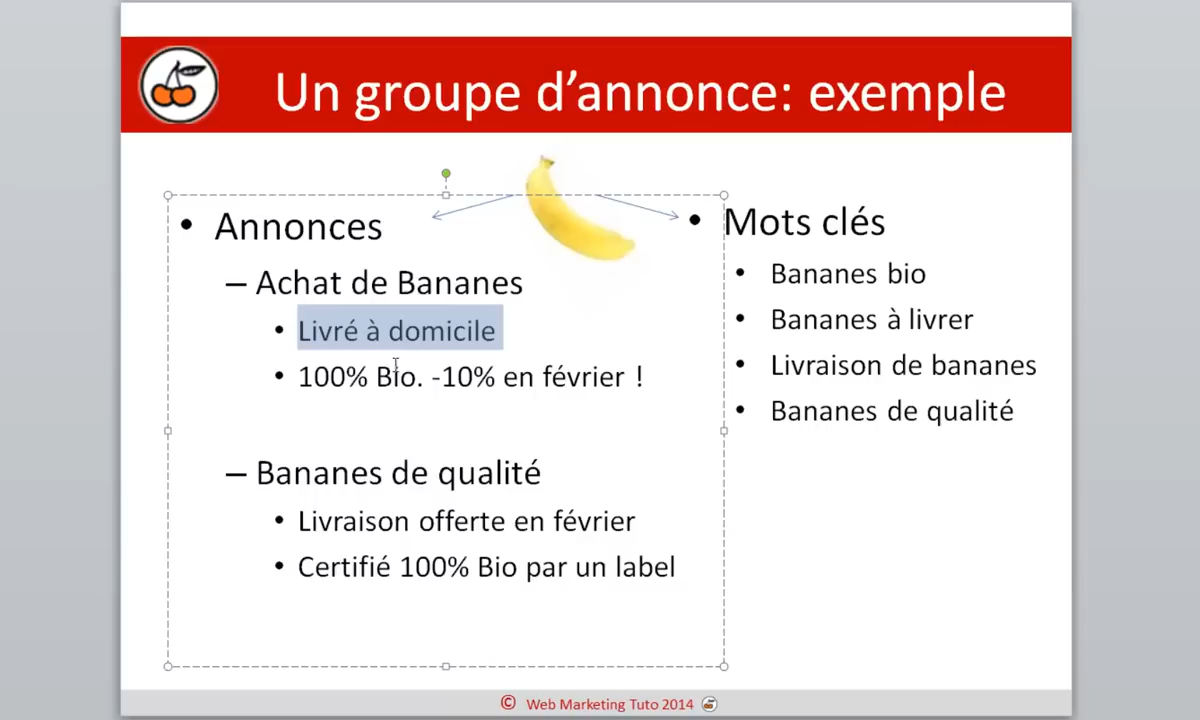 Un groupe d’annonce: exemple
• Annonces
– Achat de Bananes
• Livré à domicile
• 100% Bio. -10% en février !
– Bananes de qualité
• Livraison offerte en février
• Certifié 100% Bio par un label
• Mots clés
• Bananes bio
• Bananes à livrer
• Livraison de bananes
• Bananes de qualité
© Web Marketing Tuto 2014